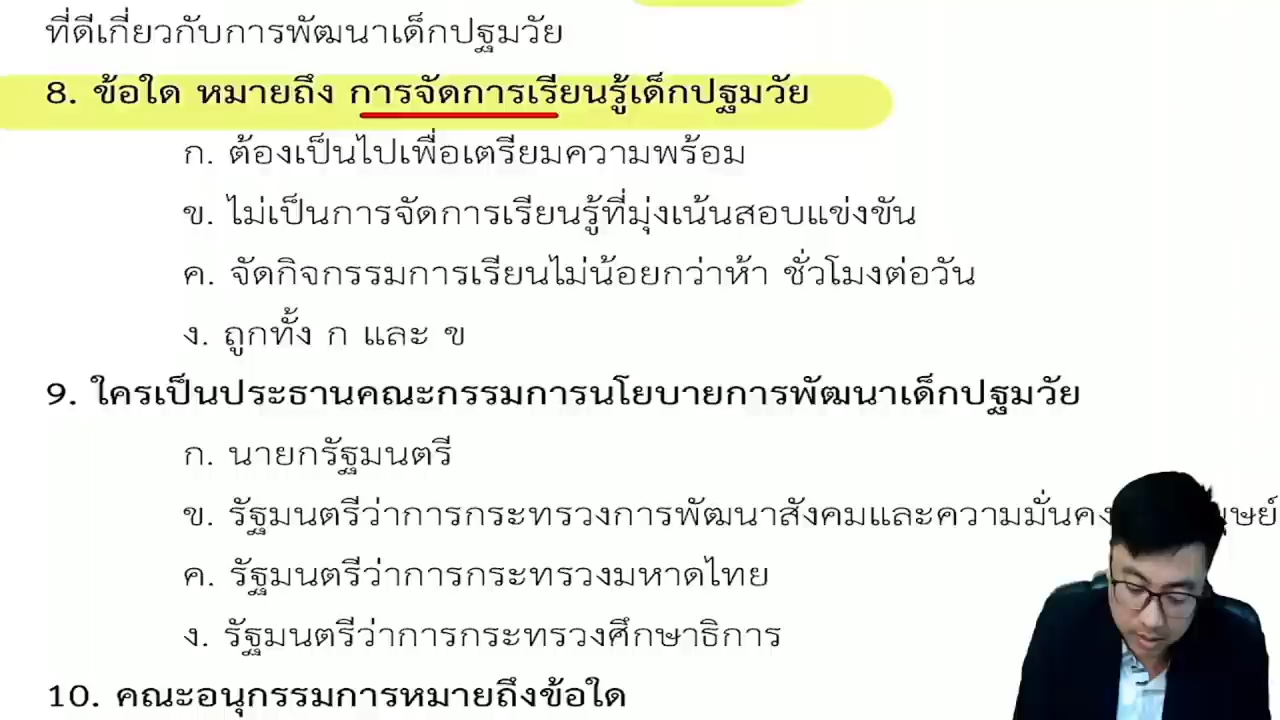 ที่ดีเกี่ยวกับการพัฒนาเด็กปฐมวัย
8. ข้อใด หมายถึง การจัดการเรียนรู้เด็กปฐมวัย
ก. ต้องเป็นไปเพื่อเตรียมความพร้อม
ข. ไม่เป็นการจัดการเรียนรู้ที่มุ่งเน้นสอบแข่งขัน
ค. จัดกิจกรรมการเรียนไม่น้อยกว่าห้า ชั่วโมงต่อวัน
ง. ถูกทั้ง ก และ ข
9. ใครเป็นประธานคณะกรรมการนโยบายการพัฒนาเด็กปฐมวัย
ก. นายกรัฐมนตรี
ข. รัฐมนตรีว่าการกระทรวงการพัฒนาสังคมและความมั่นคง
ค. รัฐมนตรีว่าการกระทรวงมหาดไทย
ง. รัฐมนตรีว่าการกระทรวงศึกษาธิการ
10. คณะอนุกรรมการหมายถึงข้อใด